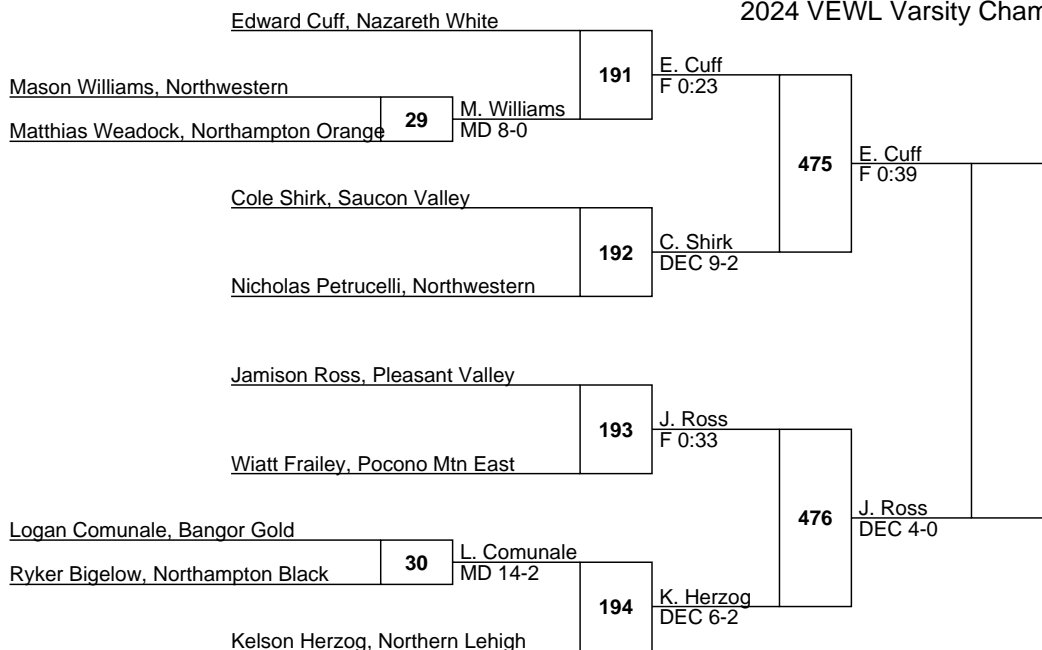 2024 VEWL Varsity Cham
Edward Cuff, Nazareth White
191
E. Cuff
F 0:23
Mason Williams, Northwestern
29
M. Williams
MD 8-0
Matthias Weadock, Northampton Orange
475
E. Cuff
F 0:39
Cole Shirk, Saucon Valley
192
C. Shirk
DEC 9-2
Nicholas Petrucelli, Northwestern
Jamison Ross, Pleasant Valley
193
J. Ross
F 0:33
Wiatt Frailey, Pocono Mtn East
476
J. Ross
DEC 4-0
Logan Comunale, Bangor Gold
30
L. Comunale
MD 14-2
Ryker Bigelow, Northampton Black
194
K. Herzog
DEC 6-2
Kelson Herzog, Northern Lehigh